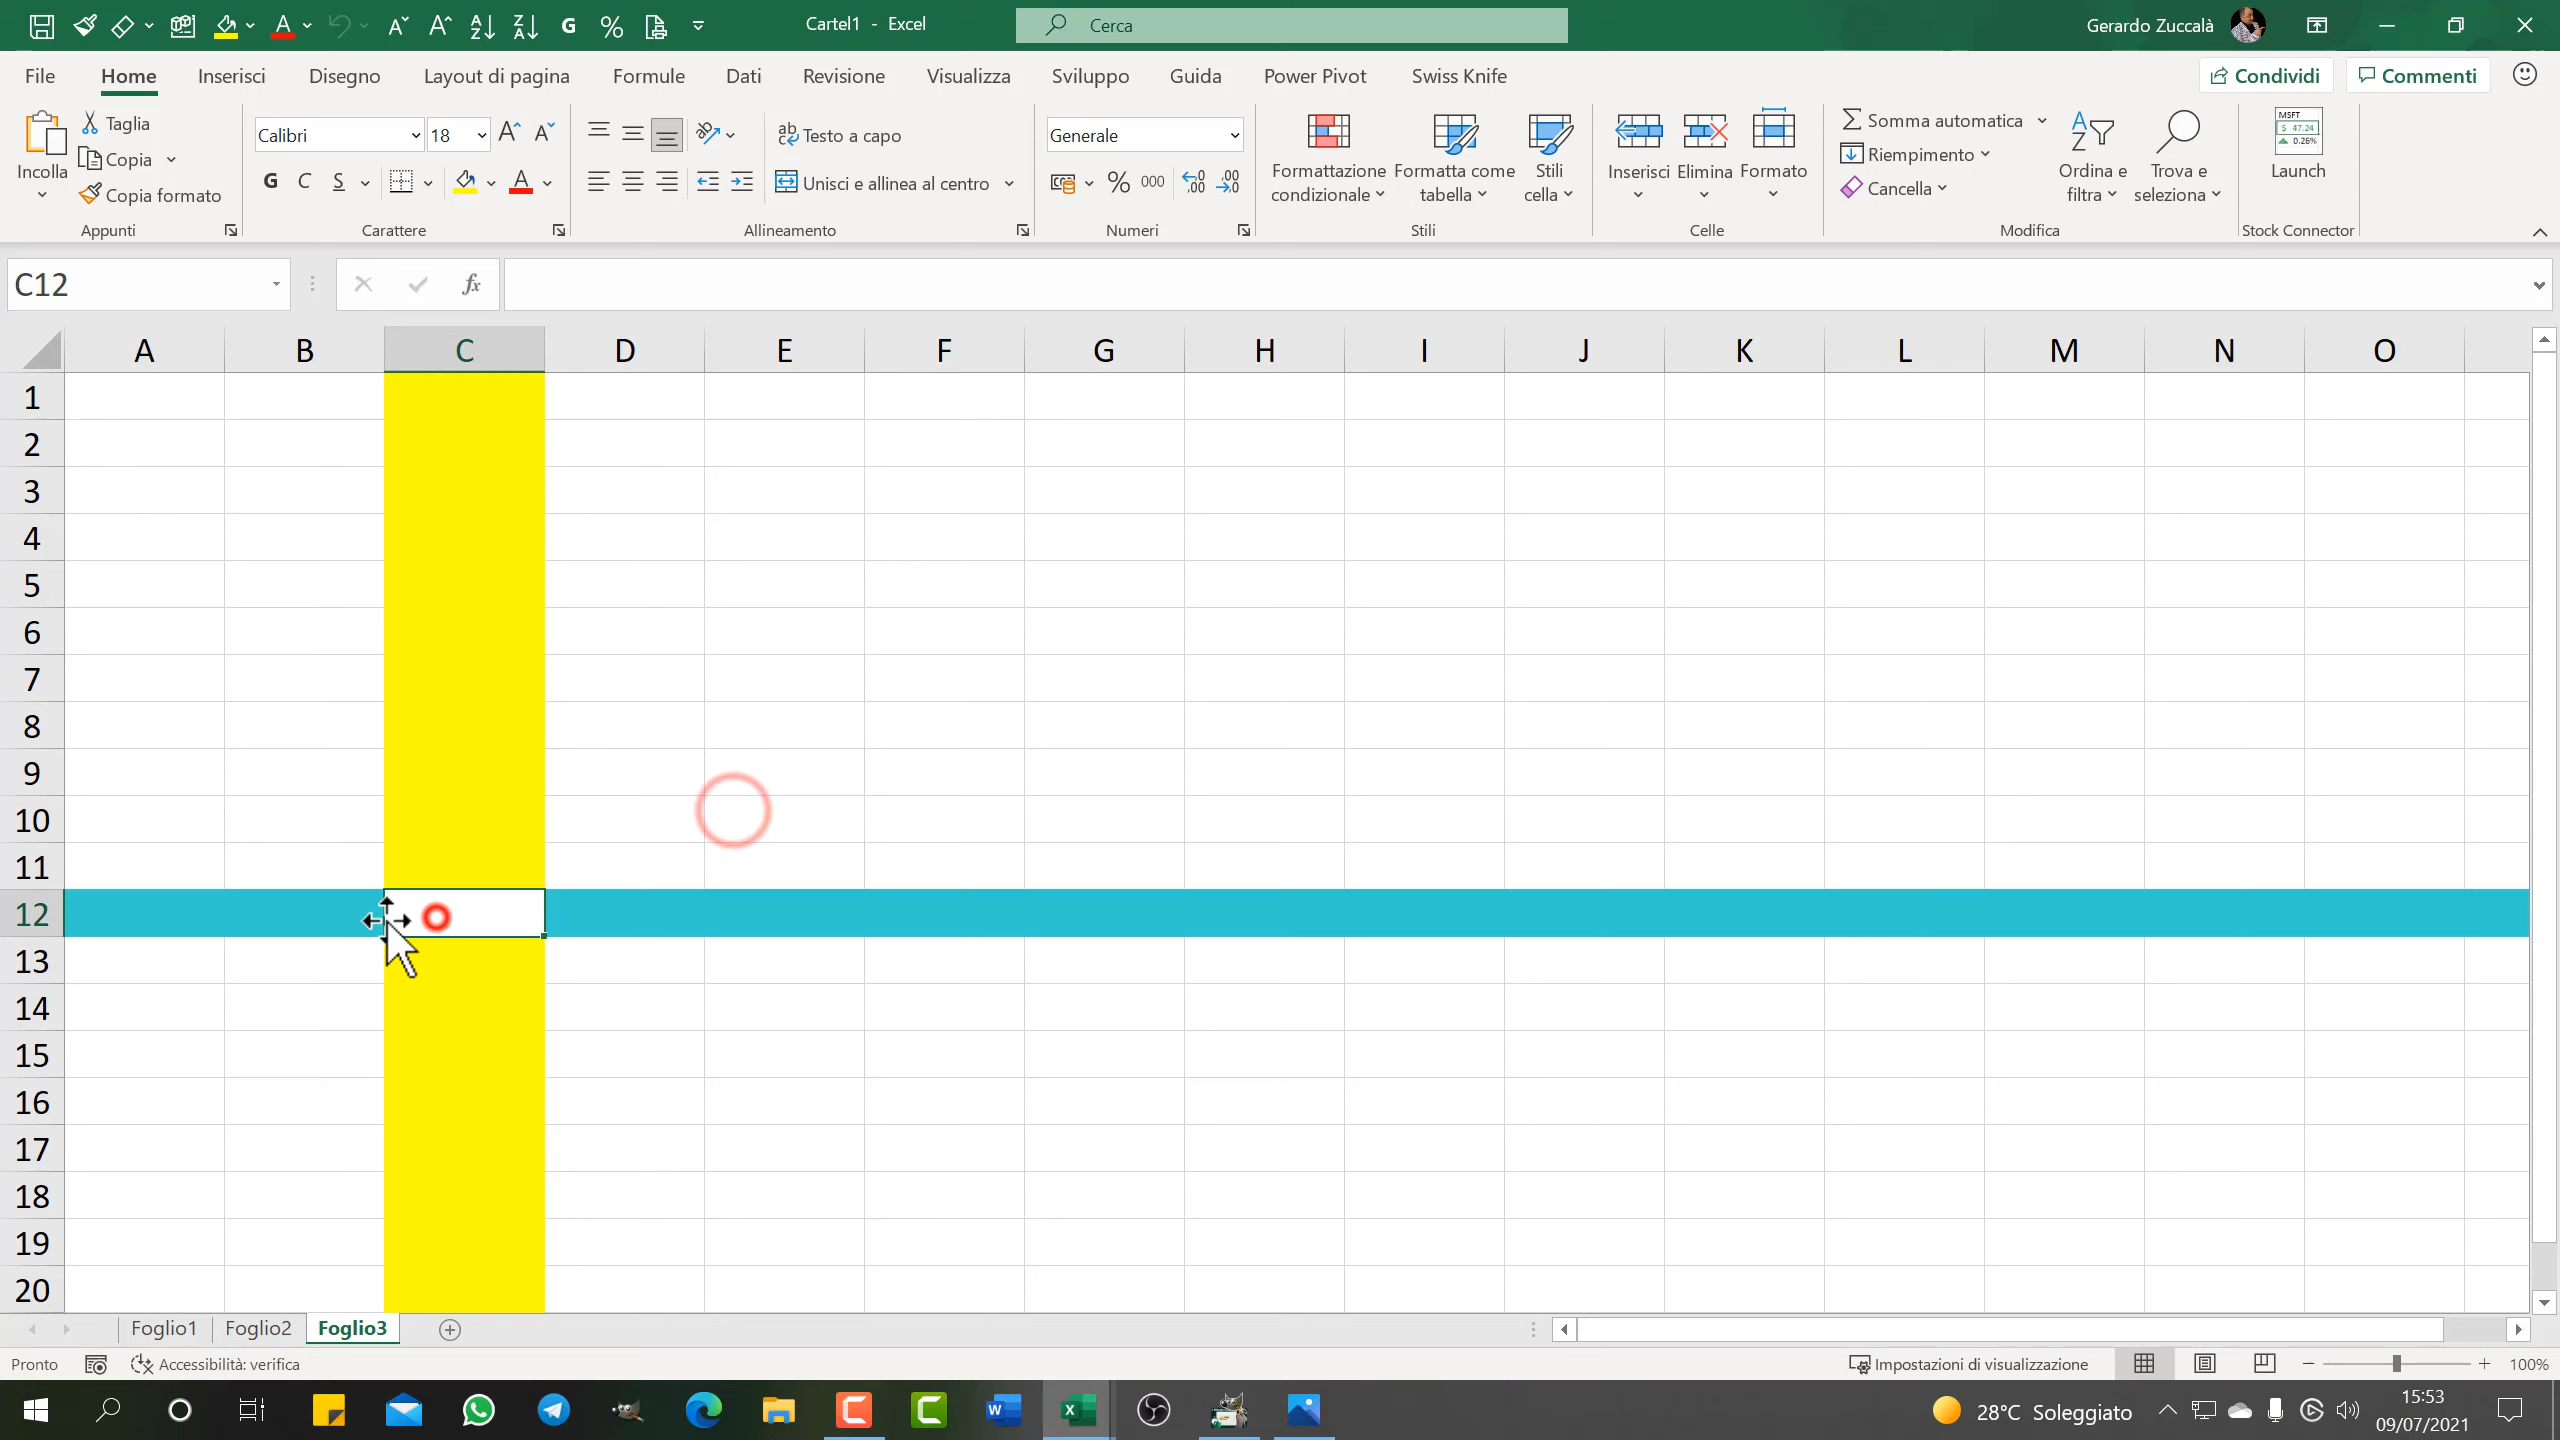 Cartel1 - Excel
Cerca
Gerardo Zuccalà
File Home Inserisci Disegno Layout di pagina Formule Dati Revisione Visualizza Sviluppo Guida Power Pivot Swiss Knife
Condividi
Commenti
Incolla
Taglia
Copia
Copia formato
Appunti
Calibri 18
G C S
Carattere
Testo a capo
Unisci e allinea al centro
Allineamento
Generale
% 000
Numeri
Formattazione condizionale
Formatta come tabella
Stili cella
Stili
Inserisci
Elimina
Formato
Celle
Somma automatica
Riempimento
Cancella
Ordina e filtra
Trova e seleziona
Modifica
MSFT
$ 47.24
0.26%
Launch
Stock Connector
C12
fx
A B C D E F G H I J K L M N O
1
2
3
4
5
6
7
8
9
10
11
12
13
14
15
16
17
18
19
20
Foglio1 Foglio2 Foglio3
Pronto
Accessibilità: verifica
Impostazioni di visualizzazione
100%
28°C Soleggiato
15:53
09/07/2021